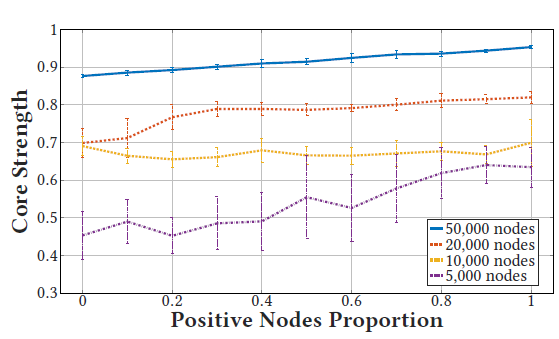 1
0.9
0.8
0.7
0.6
0.5
0.4
0.3
Core Strength
50,000 nodes
20,000 nodes
10,000 nodes
5,000 nodes
0 0.2 0.4 0.6 0.8 1
Positive Nodes Proportion